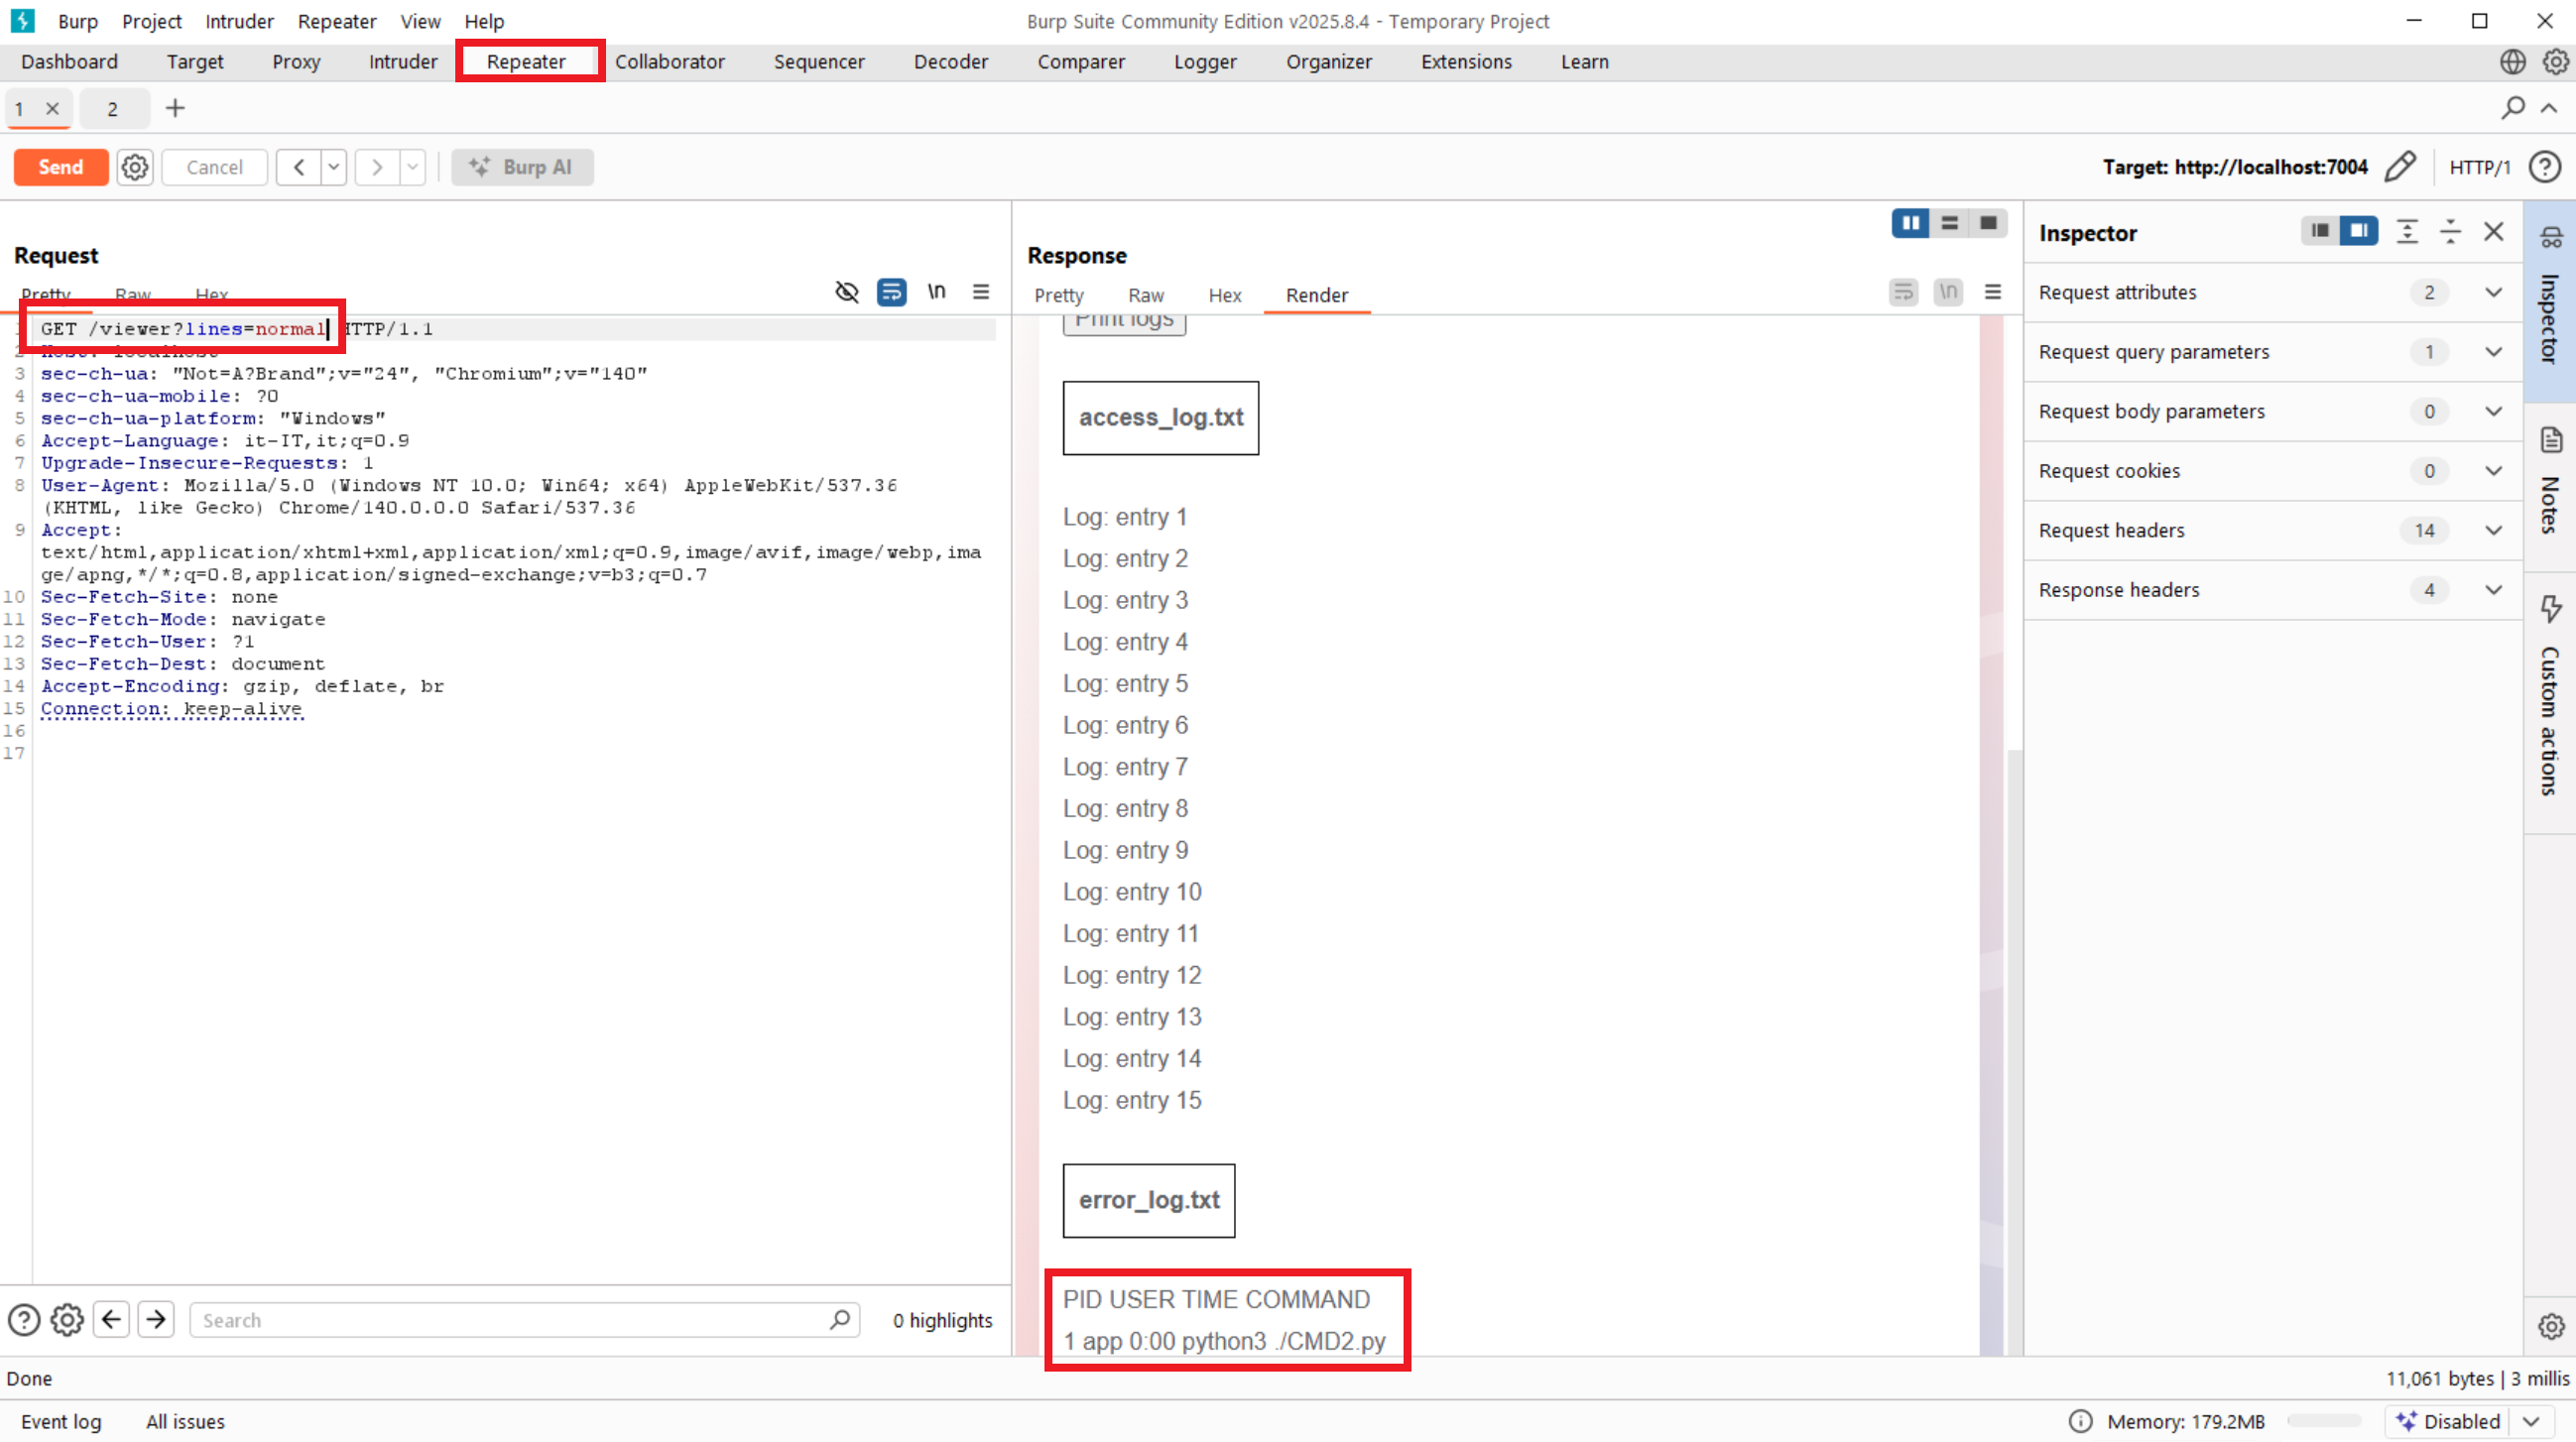 Burp Project Intruder Repeater View Help
Burp Suite Community Edition v2025.8.4 - Temporary Project
Dashboard Target Proxy Intruder Repeater Collaborator Sequencer Decoder Comparer Logger Organizer Extensions Learn
1 2
Send Cancel Burp AI
Target: http://localhost:7004 HTTP/1
Request
Pretty Raw Hex \n
1 GET /viewer?lines=normal HTTP/1.1
2 Host: localhost
3 sec-ch-ua: "Not=A?Brand";v="24", "Chromium";v="140"
4 sec-ch-ua-mobile: ?0
5 sec-ch-ua-platform: "Windows"
6 Accept-Language: it-IT,it;q=0.9
7 Upgrade-Insecure-Requests: 1
8 User-Agent: Mozilla/5.0 (Windows NT 10.0; Win64; x64) AppleWebKit/537.36
(KHTML, like Gecko) Chrome/140.0.0.0 Safari/537.36
9 Accept:
text/html,application/xhtml+xml,application/xml;q=0.9,image/avif,image/webp,ima
ge/apng,*/*;q=0.8,application/signed-exchange;v=b3;q=0.7
10 Sec-Fetch-Site: none
11 Sec-Fetch-Mode: navigate
12 Sec-Fetch-User: ?1
13 Sec-Fetch-Dest: document
14 Accept-Encoding: gzip, deflate, br
15 Connection: keep-alive
16
17
Search 0 highlights
Response
Pretty Raw Hex Render \n
Print logs
access_log.txt
Log: entry 1
Log: entry 2
Log: entry 3
Log: entry 4
Log: entry 5
Log: entry 6
Log: entry 7
Log: entry 8
Log: entry 9
Log: entry 10
Log: entry 11
Log: entry 12
Log: entry 13
Log: entry 14
Log: entry 15
error_log.txt
PID USER TIME COMMAND
1 app 0:00 python3 ./CMD2.py
Inspector
Request attributes 2
Request query parameters 1
Request body parameters 0
Request cookies 0
Request headers 14
Response headers 4
Inspector
Notes
Custom actions
Done
11,061 bytes | 3 millis
Event log All issues
Memory: 179.2MB Disabled